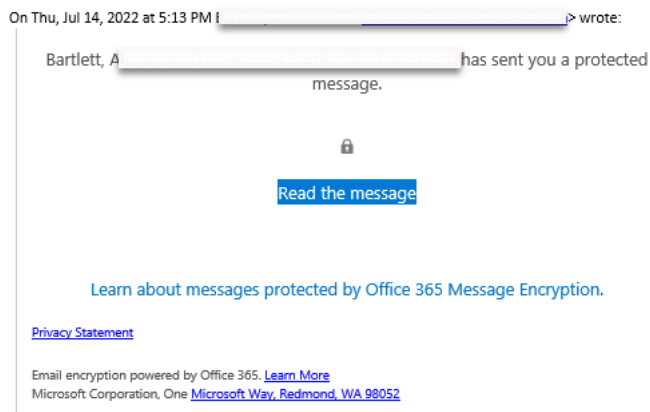 On Thu, Jul 14, 2022 at 5:13 PM > wrote:
Bartlett, A has sent you a protected
message.
Read the message
Learn about messages protected by Office 365 Message Encryption.
Privacy Statement
Email encryption powered by Office 365. Learn More
Microsoft Corporation, One Microsoft Way, Redmond, WA 98052